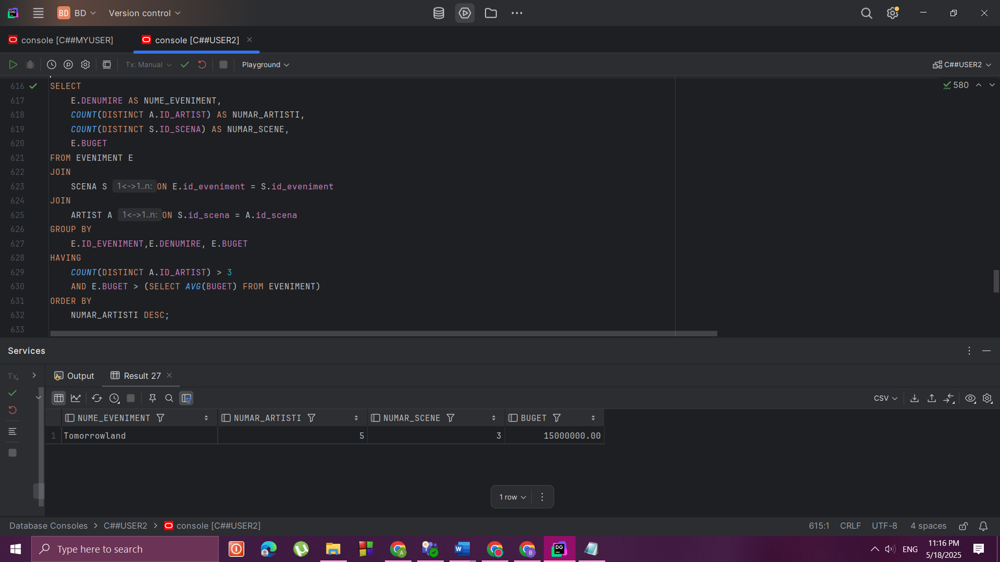 BD BD Version control
console [C##MYUSER] console [C##USER2]
Tx: Manual Playground C##USER2
580
616 SELECT
617 E.DENUMIRE AS NUME_EVENIMENT,
618 COUNT(DISTINCT A.ID_ARTIST) AS NUMAR_ARTISTI,
619 COUNT(DISTINCT S.ID_SCENA) AS NUMAR_SCENE,
620 E.BUGET
621 FROM EVENIMENT E
622 JOIN
623 SCENA S 1<->1..n: ON E.id_eveniment = S.id_eveniment
624 JOIN
625 ARTIST A 1<->1..n: ON S.id_scena = A.id_scena
626 GROUP BY
627 E.ID_EVENIMENT,E.DENUMIRE, E.BUGET
628 HAVING
629 COUNT(DISTINCT A.ID_ARTIST) > 3
630 AND E.BUGET > (SELECT AVG(BUGET) FROM EVENIMENT)
631 ORDER BY
632 NUMAR_ARTISTI DESC;
633
Services
Tx Output Result 27
CSV
NUME_EVENIMENT NUMAR_ARTISTI NUMAR_SCENE BUGET
1 Tomorrowland 5 3 15000000.00
1 row
Database Consoles C##USER2 console [C##USER2] 615:1 CRLF UTF-8 4 spaces
Type here to search
ENG
11:16 PM
5/18/2025